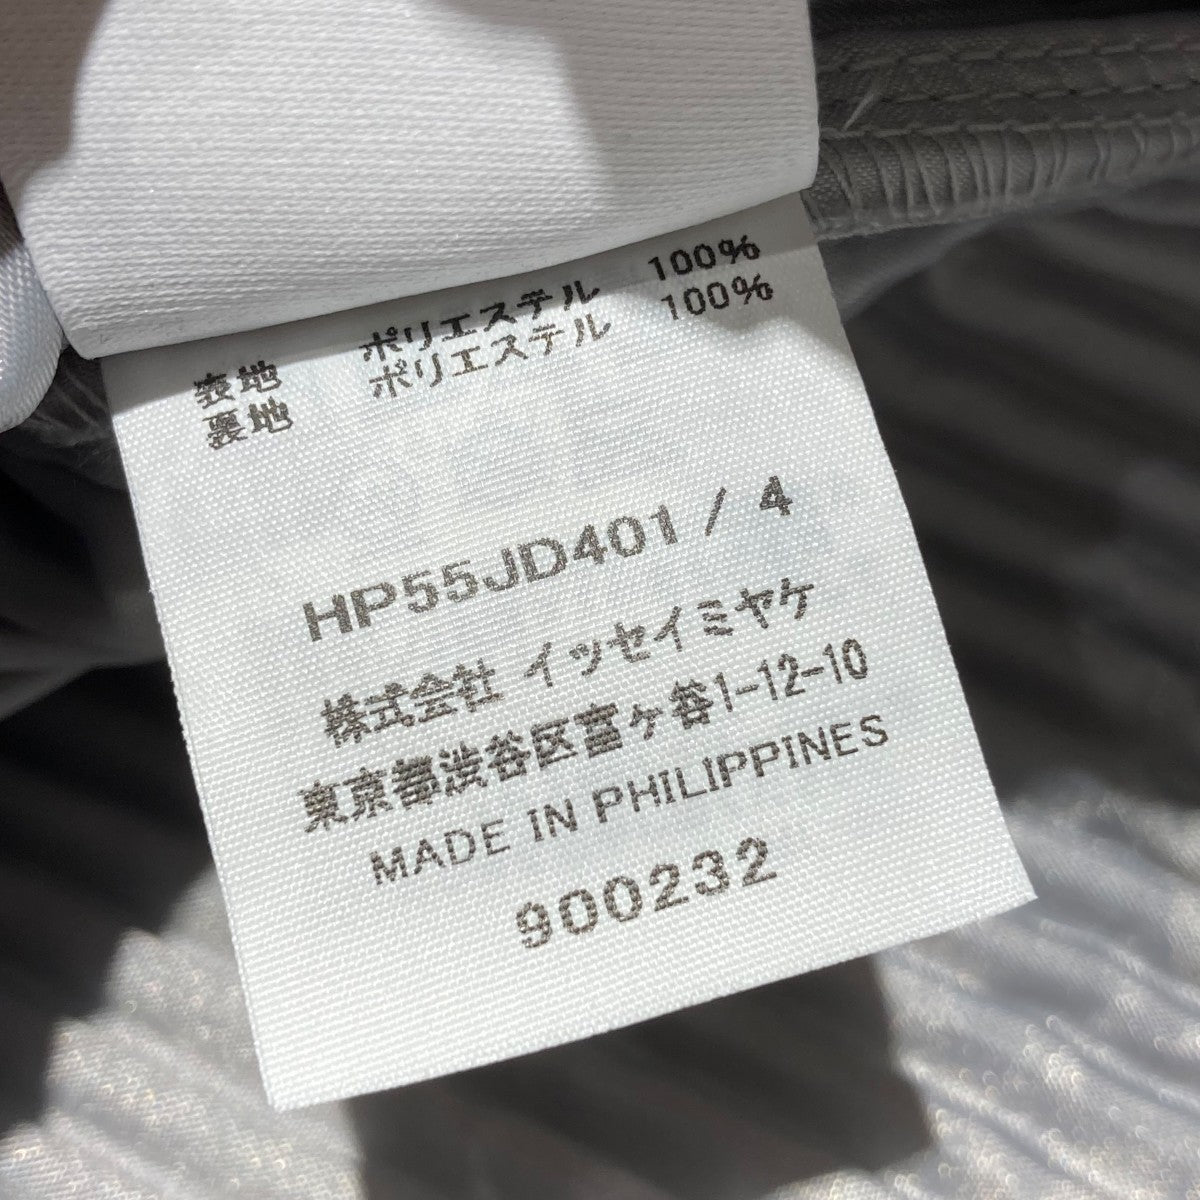 表地 ポリエステル 100%
裏地 ポリエステル 100%
HP55JD401 / 4
株式会社 イッセイミヤケ
東京都渋谷区富ヶ谷1-12-10
MADE IN PHILIPPINES
900232